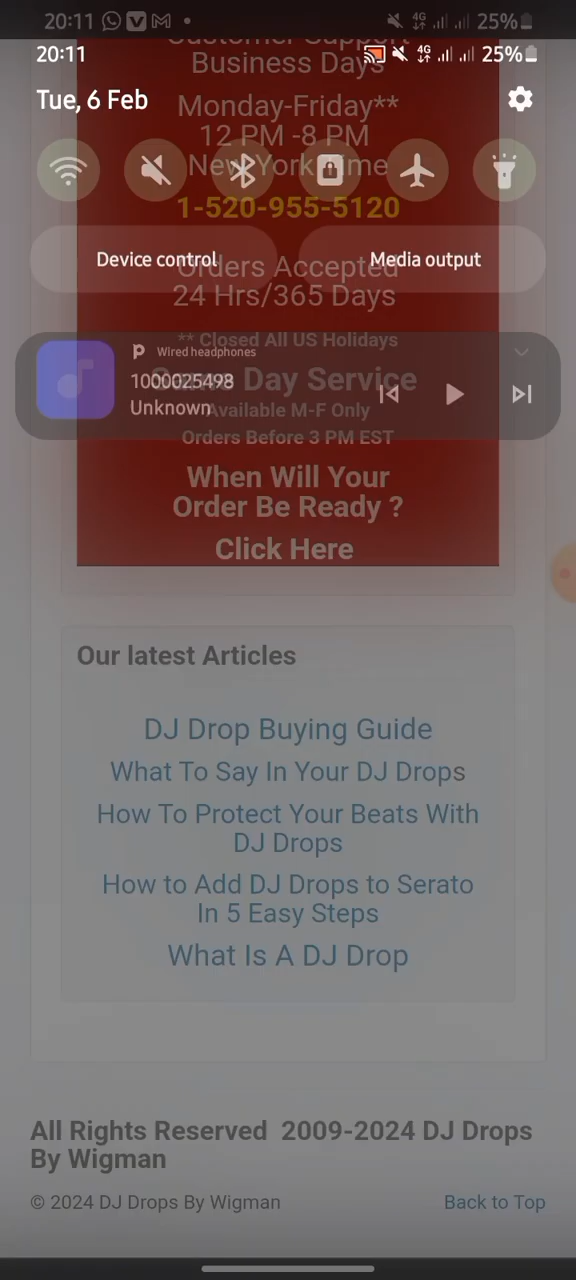 20:11 4G 25%
20:11 4G 25%
Customer Support
Business Days
Tue, 6 Feb
Monday-Friday**
12 PM -8 PM
New York Time
1-520-955-5120
Device control
Media output
Orders Accepted
24 Hrs/365 Days
** Closed All US Holidays
Wired headphones
1000025498
Unknown
Same Day Service
Available M-F Only
Orders Before 3 PM EST
When Will Your
Order Be Ready ?
Click Here
Our latest Articles
DJ Drop Buying Guide
What To Say In Your DJ Drops
How To Protect Your Beats With
DJ Drops
How to Add DJ Drops to Serato
In 5 Easy Steps
What Is A DJ Drop
All Rights Reserved 2009-2024 DJ Drops
By Wigman
© 2024 DJ Drops By Wigman
Back to Top